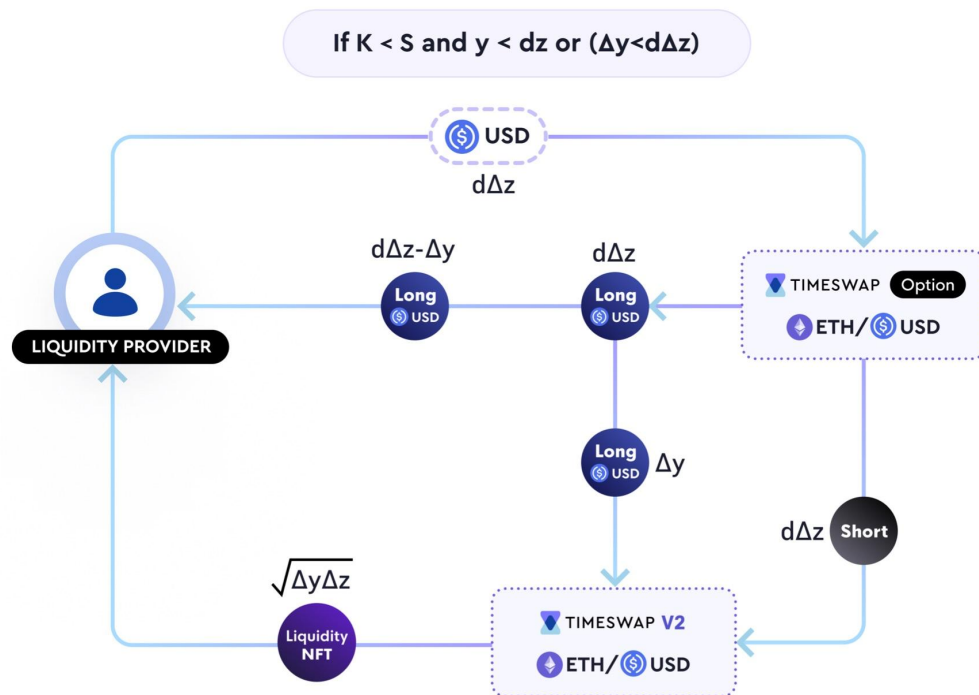 If K < S and y < dz or (Δy<dΔz)
$ USD
dΔz
dΔz-Δy
dΔz
Long
$ USD
Long
$ USD
TIMESWAP Option
ETH/$ USD
LIQUIDITY PROVIDER
Long
$ USD
Δy
dΔz
Short
√ΔyΔz
Liquidity
NFT
TIMESWAP V2
ETH/$ USD